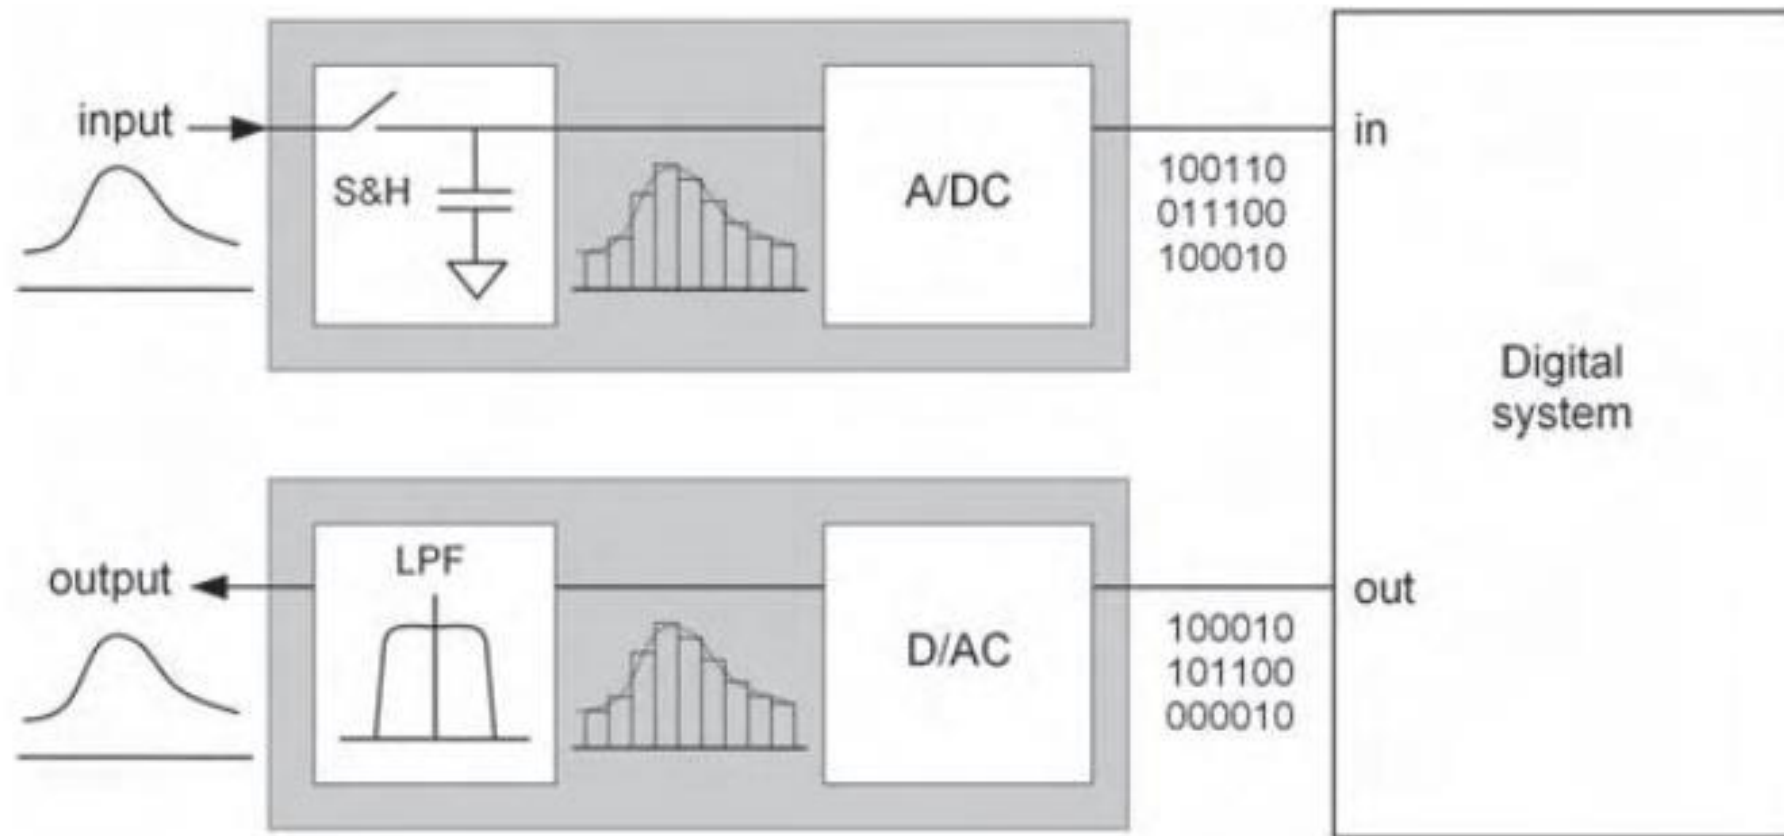 input
S&H
A/DC
100110
011100
100010
in
Digital
system
output
LPF
D/AC
100010
101100
000010
out